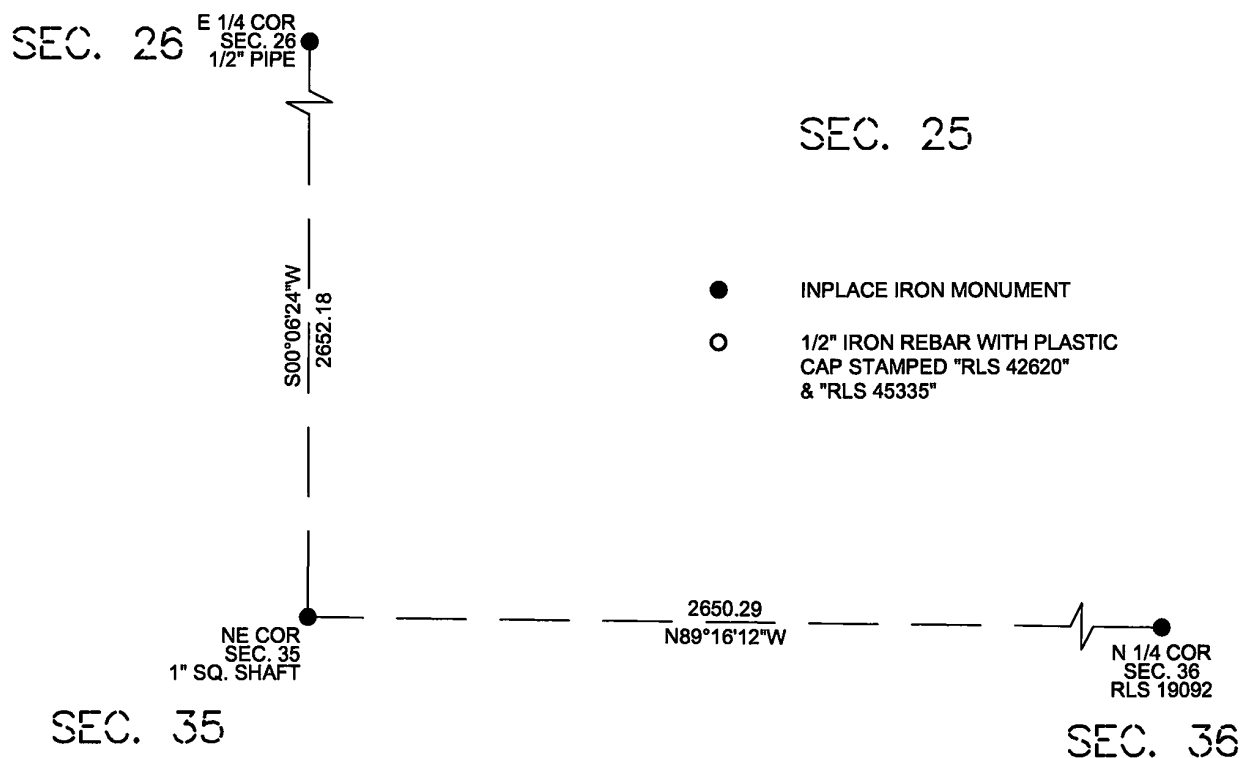 SEC. 26
E 1/4 COR
SEC. 26
1/2" PIPE
SEC. 25
INPLACE IRON MONUMENT
1/2" IRON REBAR WITH PLASTIC
CAP STAMPED "RLS 42620"
& "RLS 45335"
S00°06'24"W
2652.18
2650.29
N89°16'12"W
NE COR
SEC. 35
1" SQ. SHAFT
N 1/4 COR
SEC. 36
RLS 19092
SEC. 35
SEC. 36